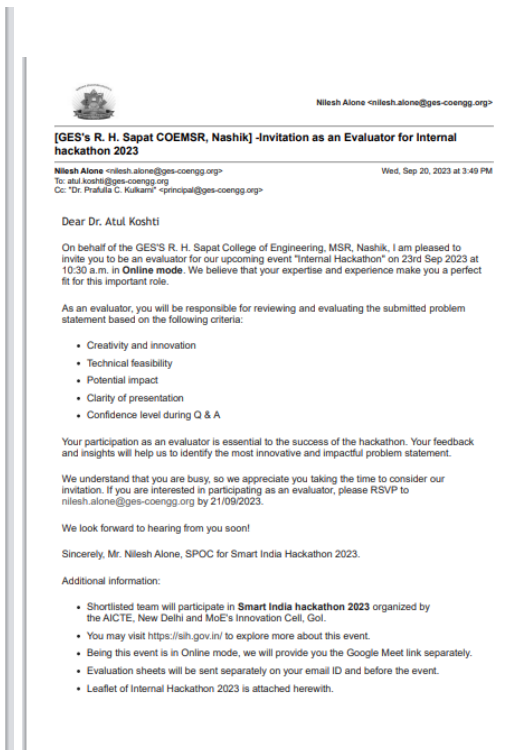 Nilesh Alone <nilesh.alone@ges-coengg.org>
[GES's R. H. Sapat COEMSR, Nashik] -Invitation as an Evaluator for Internal
hackathon 2023
Nilesh Alone <nilesh.alone@ges-coengg.org> Wed, Sep 20, 2023 at 3:49 PM
To: atul.koshti@ges-coengg.org
Cc: "Dr. Prafulla C. Kulkarni" <principal@ges-coengg.org>
Dear Dr. Atul Koshti
On behalf of the GES'S R. H. Sapat College of Engineering, MSR, Nashik, I am pleased to
invite you to be an evaluator for our upcoming event "Internal Hackathon" on 23rd Sep 2023 at
10:30 a.m. in Online mode. We believe that your expertise and experience make you a perfect
fit for this important role.
As an evaluator, you will be responsible for reviewing and evaluating the submitted problem
statement based on the following criteria:
• Creativity and innovation
• Technical feasibility
• Potential impact
• Clarity of presentation
• Confidence level during Q & A
Your participation as an evaluator is essential to the success of the hackathon. Your feedback
and insights will help us to identify the most innovative and impactful problem statement.
We understand that you are busy, so we appreciate you taking the time to consider our
invitation. If you are interested in participating as an evaluator, please RSVP to
nilesh.alone@ges-coengg.org by 21/09/2023.
We look forward to hearing from you soon!
Sincerely, Mr. Nilesh Alone, SPOC for Smart India Hackathon 2023.
Additional information:
• Shortlisted team will participate in Smart India hackathon 2023 organized by
the AICTE, New Delhi and MoE's Innovation Cell, GoI.
• You may visit https://sih.gov.in/ to explore more about this event.
• Being this event is in Online mode, we will provide you the Google Meet link separately.
• Evaluation sheets will be sent separately on your email ID and before the event.
• Leaflet of Internal Hackathon 2023 is attached herewith.